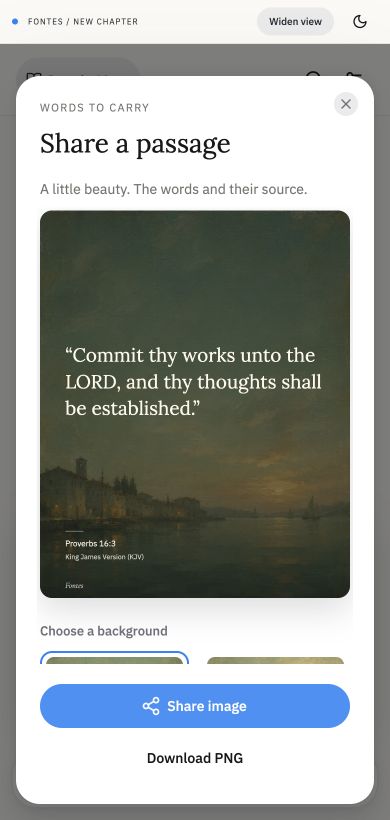 FONTES / NEW CHAPTER
Widen view
WORDS TO CARRY
Share a passage
A little beauty. The words and their source.
“Commit thy works unto the
LORD, and thy thoughts shall
be established.”
Proverbs 16:3
King James Version (KJV)
Fontes
Choose a background
Share image
Download PNG